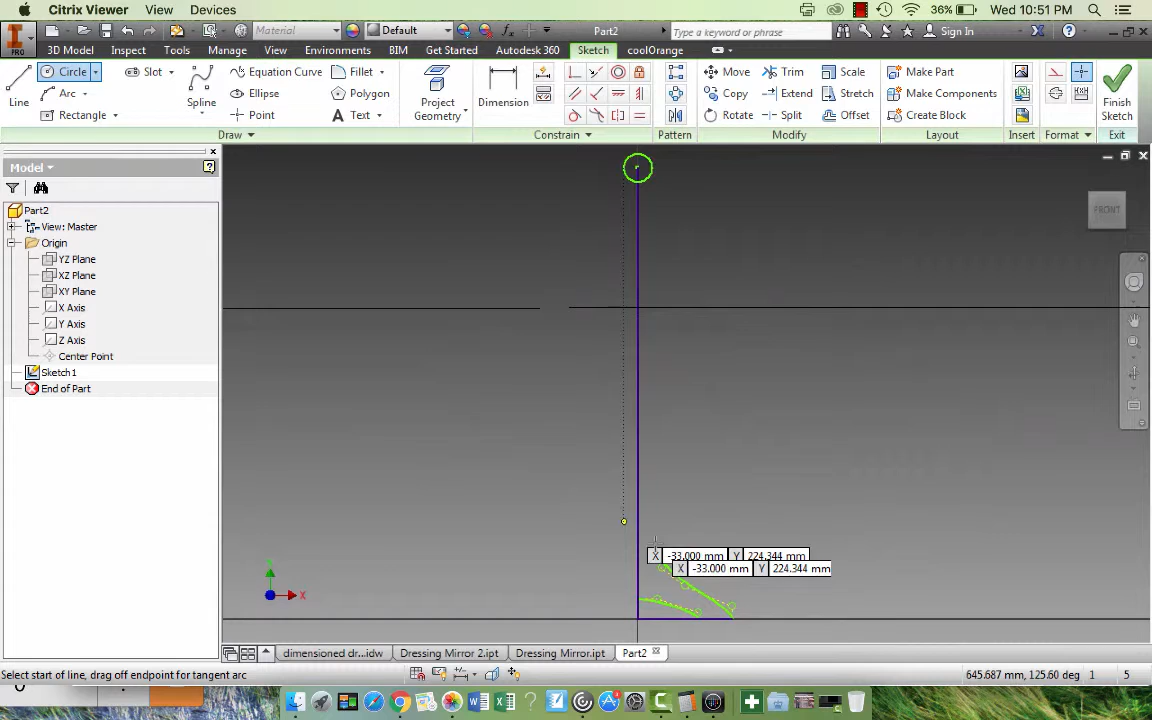 Citrix Viewer View Devices 36% Wed 10:51 PM
PRO Material Default Part2 Type a keyword or phrase Sign In
3D Model Inspect Tools Manage View Environments BIM Get Started Autodesk 360 Sketch coolOrange
Line Circle Arc Rectangle Slot Spline Equation Curve Ellipse Point Fillet Polygon Text Project Geometry Dimension Move Copy Rotate Trim Extend Split Scale Stretch Offset Make Part Make Components Create Block Finish Sketch
Draw Constrain Pattern Modify Layout Insert Format Exit
Model
Part2
View: Master
Origin
YZ Plane
XZ Plane
XY Plane
X Axis
Y Axis
Z Axis
Center Point
Sketch1
End of Part
FRONT
X -33.000 mm Y 224.344 mm
X -33.000 mm Y 224.344 mm
Y
X
dimensioned dr...idw Dressing Mirror 2.ipt Dressing Mirror.ipt Part2
Select start of line, drag off endpoint for tangent arc 645.687 mm, 125.60 deg 1 5